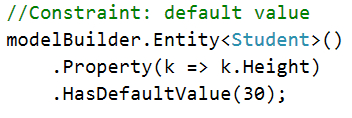 //Constraint: default value
modelBuilder.Entity<Student>()
.Property(k => k.Height)
.HasDefaultValue(30);